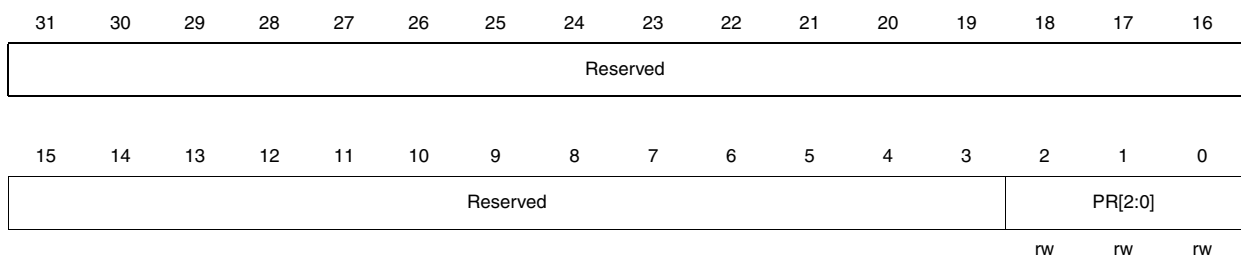 31 30 29 28 27 26 25 24 23 22 21 20 19 18 17 16
Reserved
15 14 13 12 11 10 9 8 7 6 5 4 3 2 1 0
Reserved PR[2:0]
rw rw rw